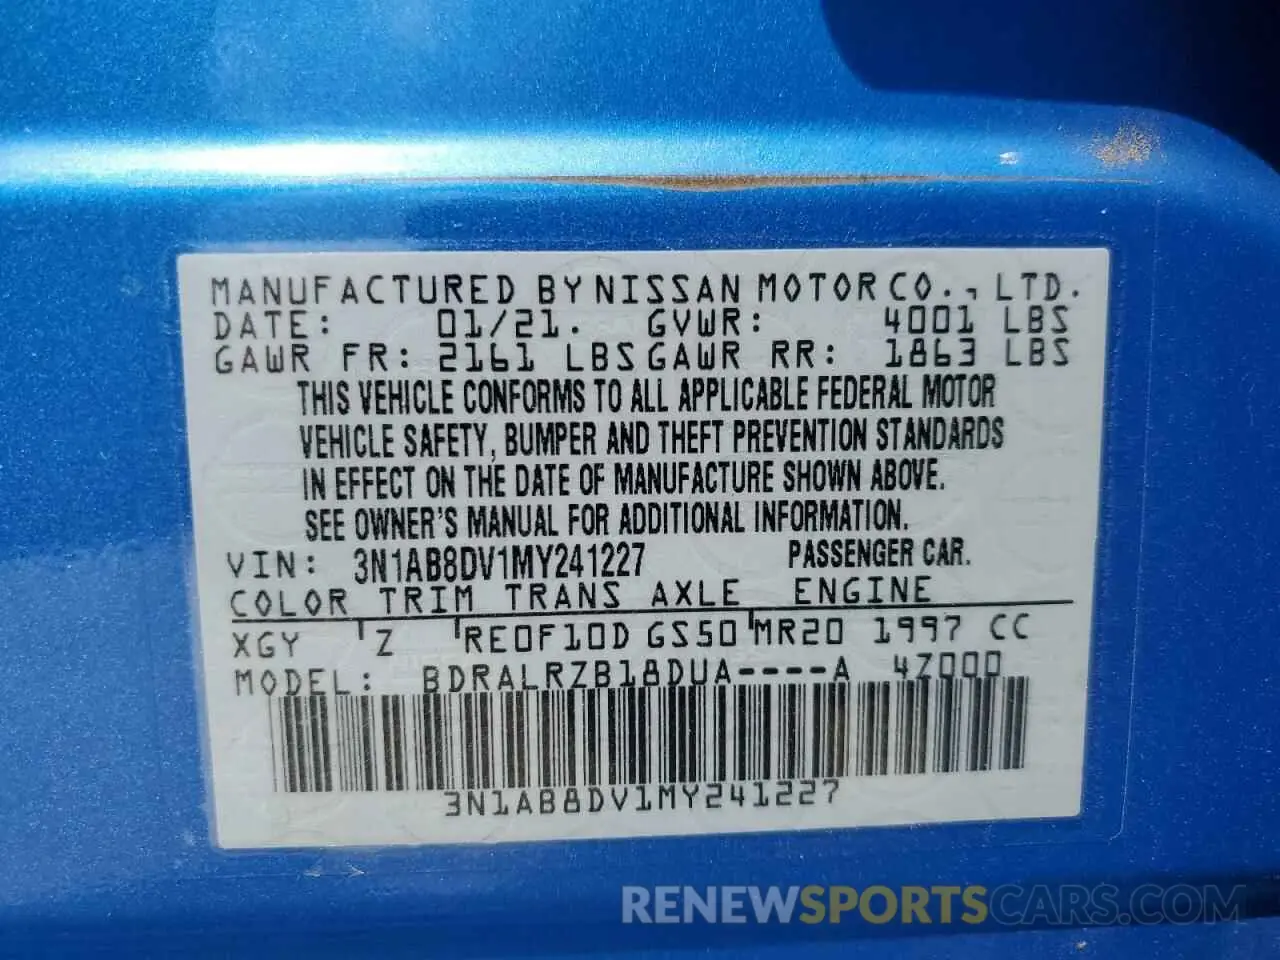 MANUFACTURED BY NISSAN MOTOR CO., LTD.
DATE: 01/21. GVWR: 4001 LBS
GAWR FR: 2161 LBS GAWR RR: 1863 LBS
THIS VEHICLE CONFORMS TO ALL APPLICABLE FEDERAL MOTOR
VEHICLE SAFETY, BUMPER AND THEFT PREVENTION STANDARDS
IN EFFECT ON THE DATE OF MANUFACTURE SHOWN ABOVE.
SEE OWNER'S MANUAL FOR ADDITIONAL INFORMATION.
VIN: 3N1AB8DV1MY241227 PASSENGER CAR.
COLOR TRIM TRANS AXLE ENGINE
XGY Z RE0F10D GS50 MR20 1997 CC
MODEL: BDRALRZB18DUA----A 4Z000
3N1AB8DV1MY241227
RENEWSPORTSCARS.COM